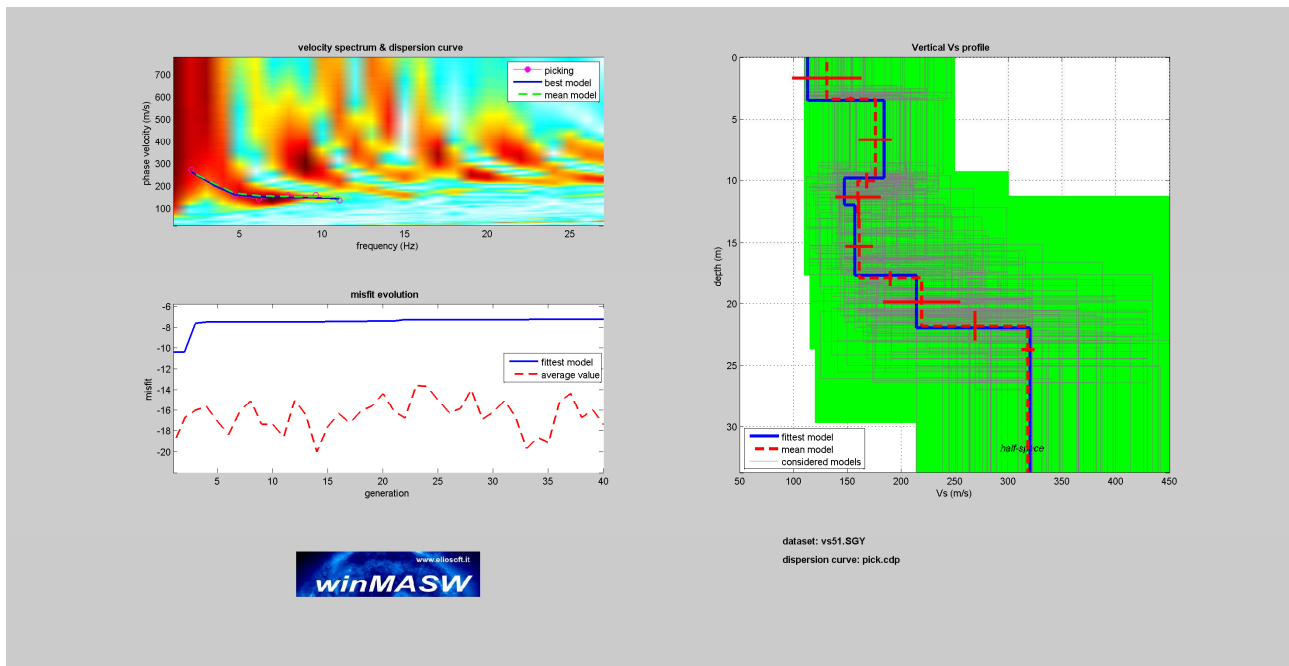 velocity spectrum & dispersion curve
phase velocity (m/s)
700
600
500
400
300
200
100
picking
best model
mean model
5
10
15
20
25
frequency (Hz)
misfit evolution
misfit
-6
-8
-10
-12
-14
-16
-18
-20
fittest model
average value
5
10
15
20
25
30
35
40
generation
www.eliosoft.it
winMASW
Vertical Vs profile
depth (m)
0
5
10
15
20
25
30
fittest model
mean model
considered models
half-space
50
100
150
200
250
300
350
400
450
Vs (m/s)
dataset: vs51.SGY
dispersion curve: pick.cdp